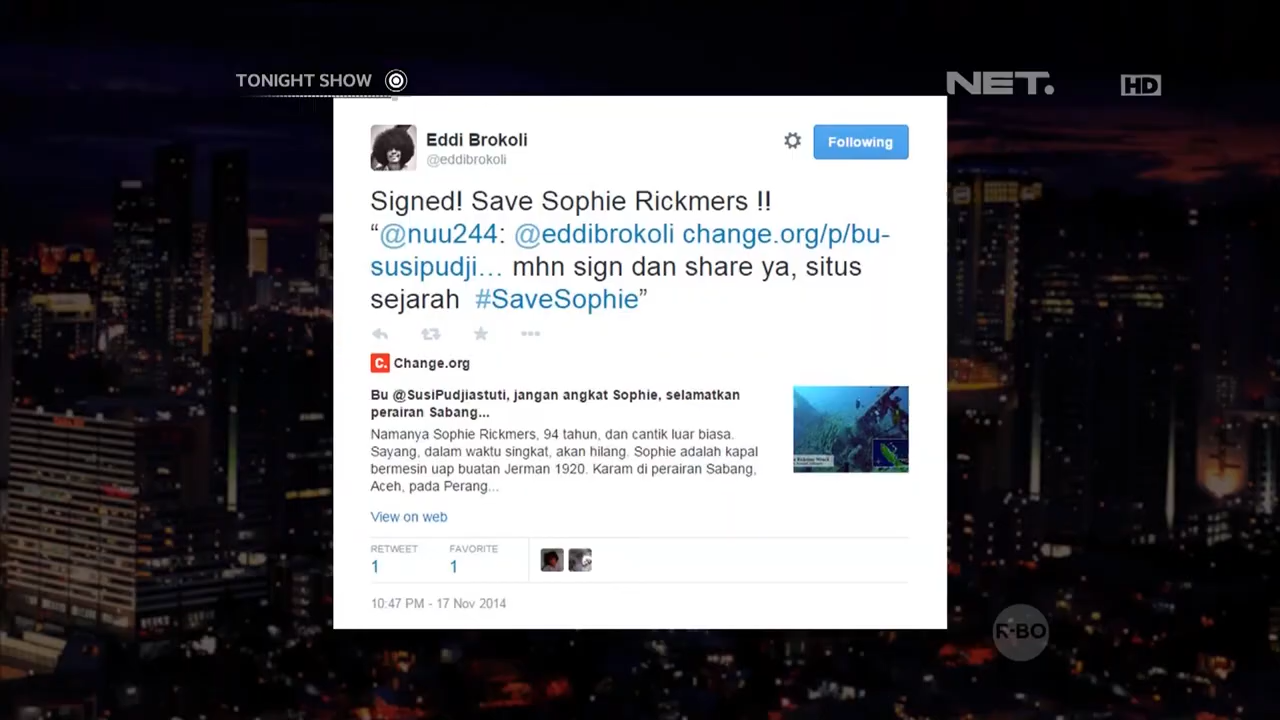 TONIGHT SHOW
NET.
HD
Eddi Brokoli
@eddibrokoli
Following
Signed! Save Sophie Rickmers !!
“@nuu244: @eddibrokoli change.org/p/bu-
susipudji... mhn sign dan share ya, situs
sejarah #SaveSophie”
C. Change.org
Bu @SusiPudjiastuti, jangan angkat Sophie, selamatkan
perairan Sabang...
Namanya Sophie Rickmers, 94 tahun, dan cantik luar biasa.
Sayang, dalam waktu singkat, akan hilang. Sophie adalah kapal
bermesin uap buatan Jerman 1920. Karam di perairan Sabang,
Aceh, pada Perang...
View on web
RETWEET
1
FAVORITE
1
10:47 PM - 17 Nov 2014
R-BO